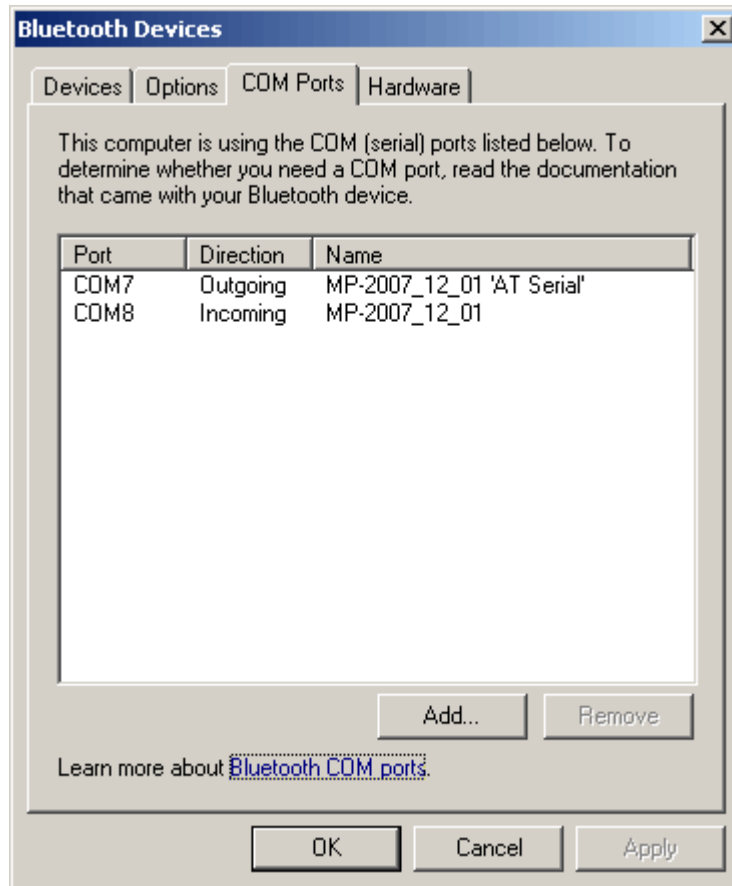 Bluetooth Devices
Devices Options COM Ports Hardware
This computer is using the COM (serial) ports listed below. To
determine whether you need a COM port, read the documentation
that came with your Bluetooth device.
Port Direction Name
COM7 Outgoing MP-2007_12_01 'AT Serial'
COM8 Incoming MP-2007_12_01
Add... Remove
Learn more about Bluetooth COM ports.
OK Cancel Apply